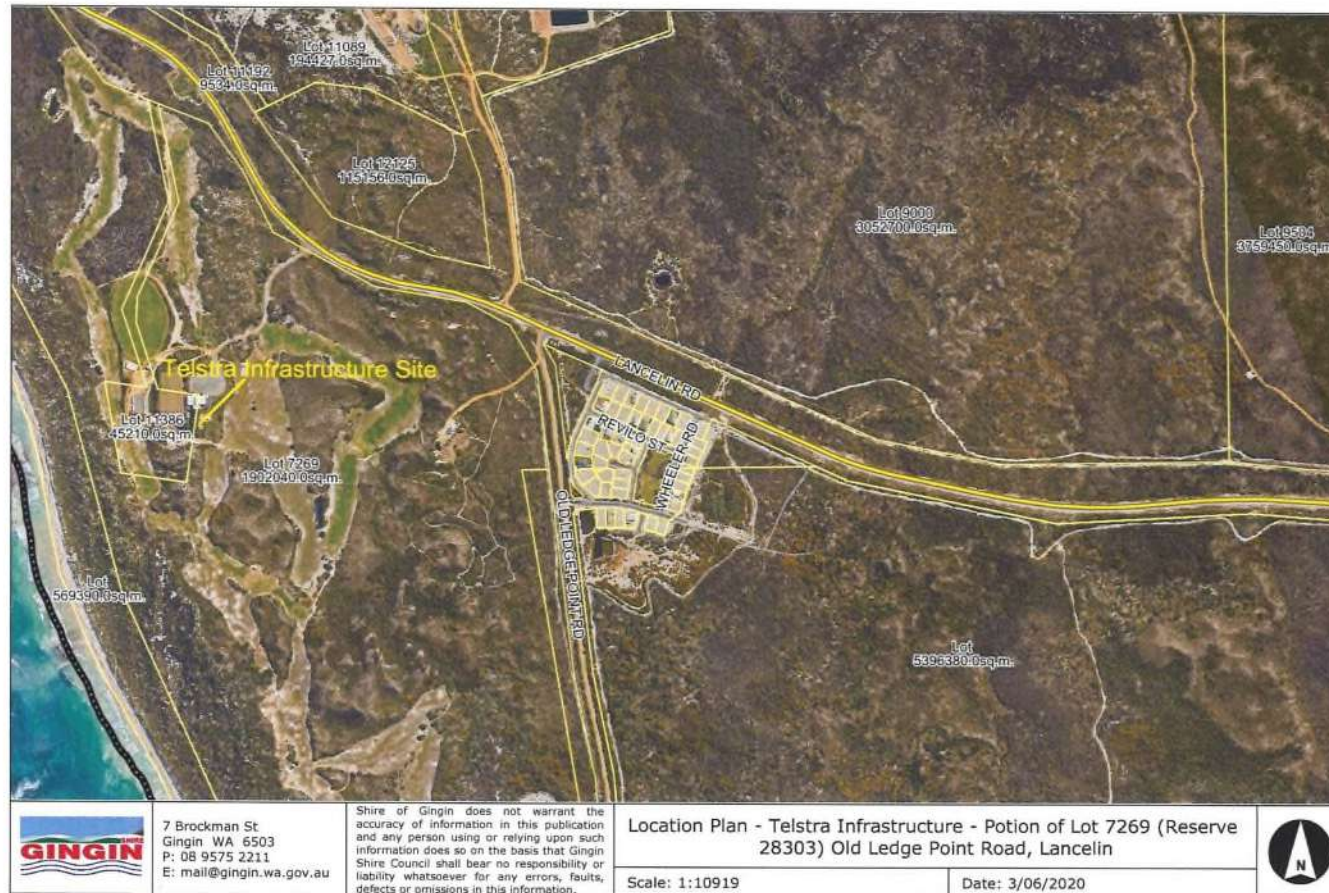 Lot 11089
194427.0sq.m.
Lot 11192
9534.0sq.m.
Lot 12125
115156.0sq.m.
Lot 9000
3052700.0sq.m.
Lot 9504
3759450.0sq.m.
Telstra Infrastructure Site
Lot 11386
45210.0sq.m.
Lot 7269
1902040.0sq.m.
LANCELIN RD
REVILO ST
WHEELER RD
OLD LEDGE POINT RD
Lot
569390.0sq.m.
Lot
5396380.0sq.m.
SHIRE
GINGIN
7 Brockman St
Gingin WA 6503
P: 08 9575 2211
E: mail@gingin.wa.gov.au
Shire of Gingin does not warrant the
accuracy of information in this publication
and any person using or relying upon such
information does so on the basis that Gingin
Shire Council shall bear no responsibility or
liability whatsoever for any errors, faults,
defects or omissions in this information.
Location Plan - Telstra Infrastructure - Potion of Lot 7269 (Reserve
28303) Old Ledge Point Road, Lancelin
Scale: 1:10919
Date: 3/06/2020
N